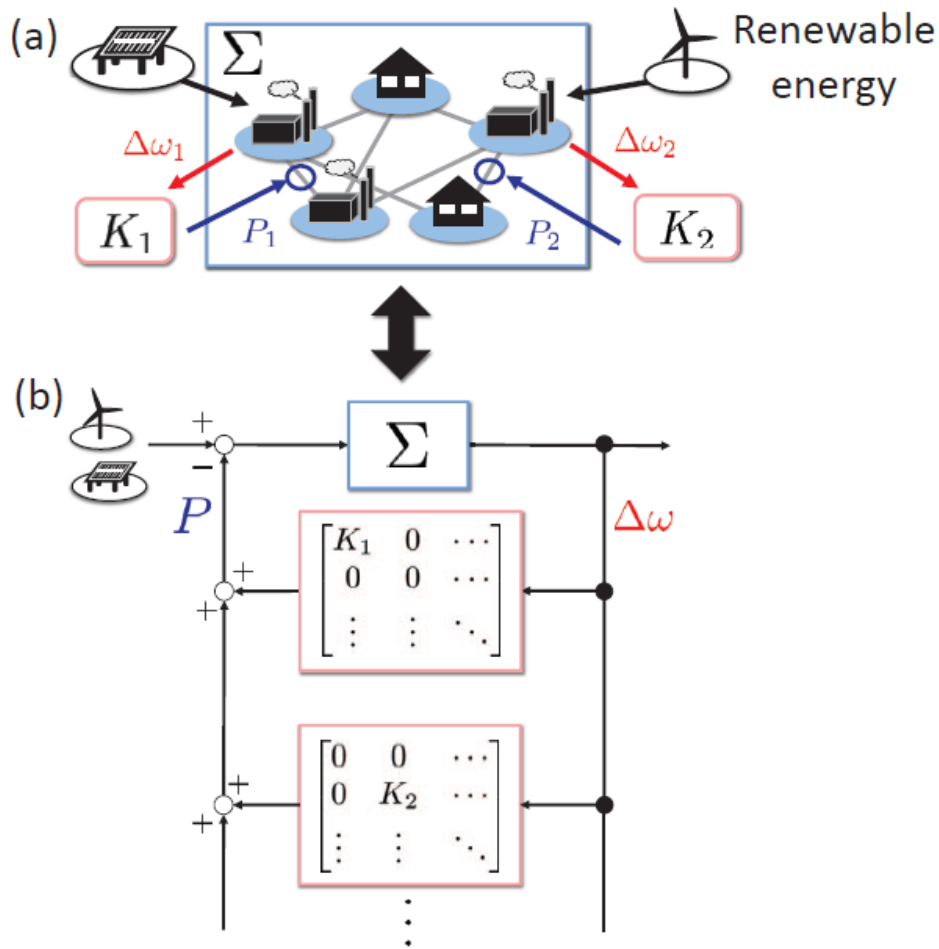 (a)
Σ
Renewable
energy
Δω₁
Δω₂
K₁
P₁
P₂
K₂
(b)
+
−
Σ
P
Δω
K₁ 0 ⋯
0 0 ⋯
⋮ ⋮ ⋱
+
+
0 0 ⋯
0 K₂ ⋯
⋮ ⋮ ⋱
+
+
⋮